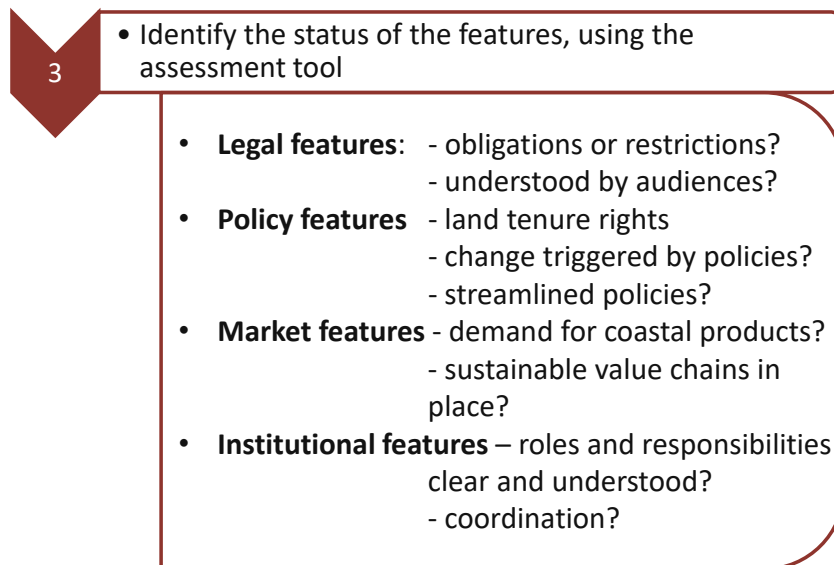 3
• Identify the status of the features, using the
assessment tool
• Legal features: - obligations or restrictions?
- understood by audiences?
• Policy features - land tenure rights
- change triggered by policies?
- streamlined policies?
• Market features - demand for coastal products?
- sustainable value chains in
place?
• Institutional features – roles and responsibilities
clear and understood?
- coordination?